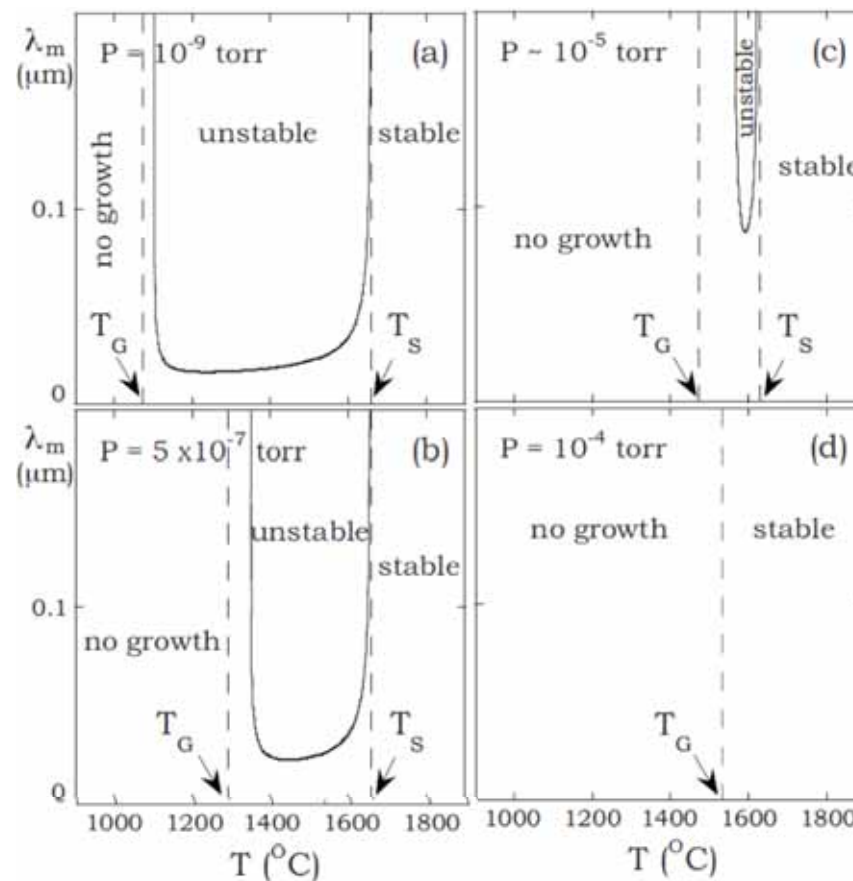 λm
(μm)
P = 10⁻⁹ torr
(a)
unstable
stable
no growth
0.1
TG
TS
0
P ~ 10⁻⁵ torr
(c)
unstable
stable
no growth
TG
TS
λm
(μm)
P = 5 x10⁻⁷ torr
(b)
unstable
stable
0.1
no growth
TG
TS
0
1000 1200 1400 1600 1800
T (°C)
P = 10⁻⁴ torr
(d)
no growth
stable
TG
1000 1200 1400 1600 1800
T (°C)